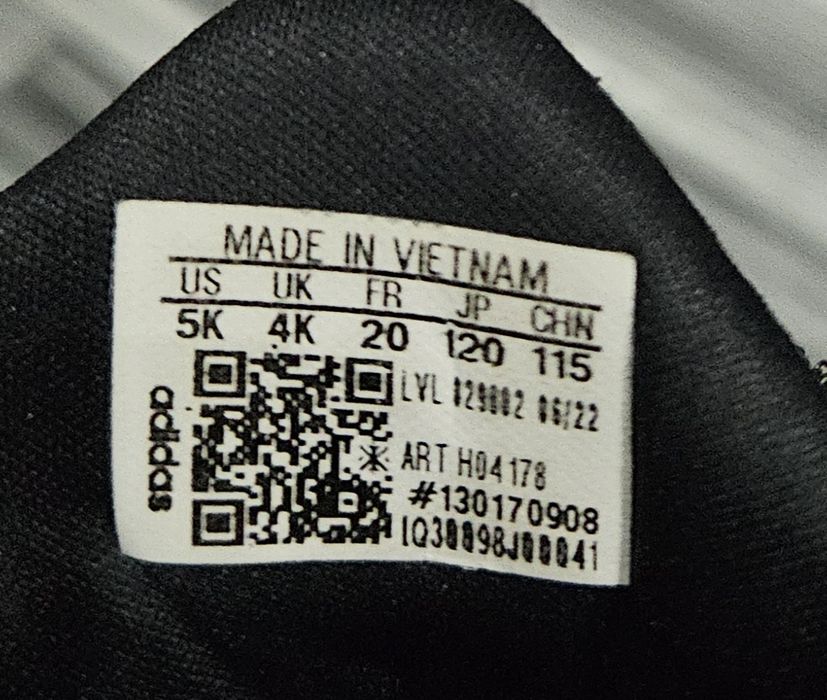 MADE IN VIETNAM
US UK FR JP CHN
5K 4K 20 120 115
LVL 029002 06/22
ART H04178
#130170908
adidas